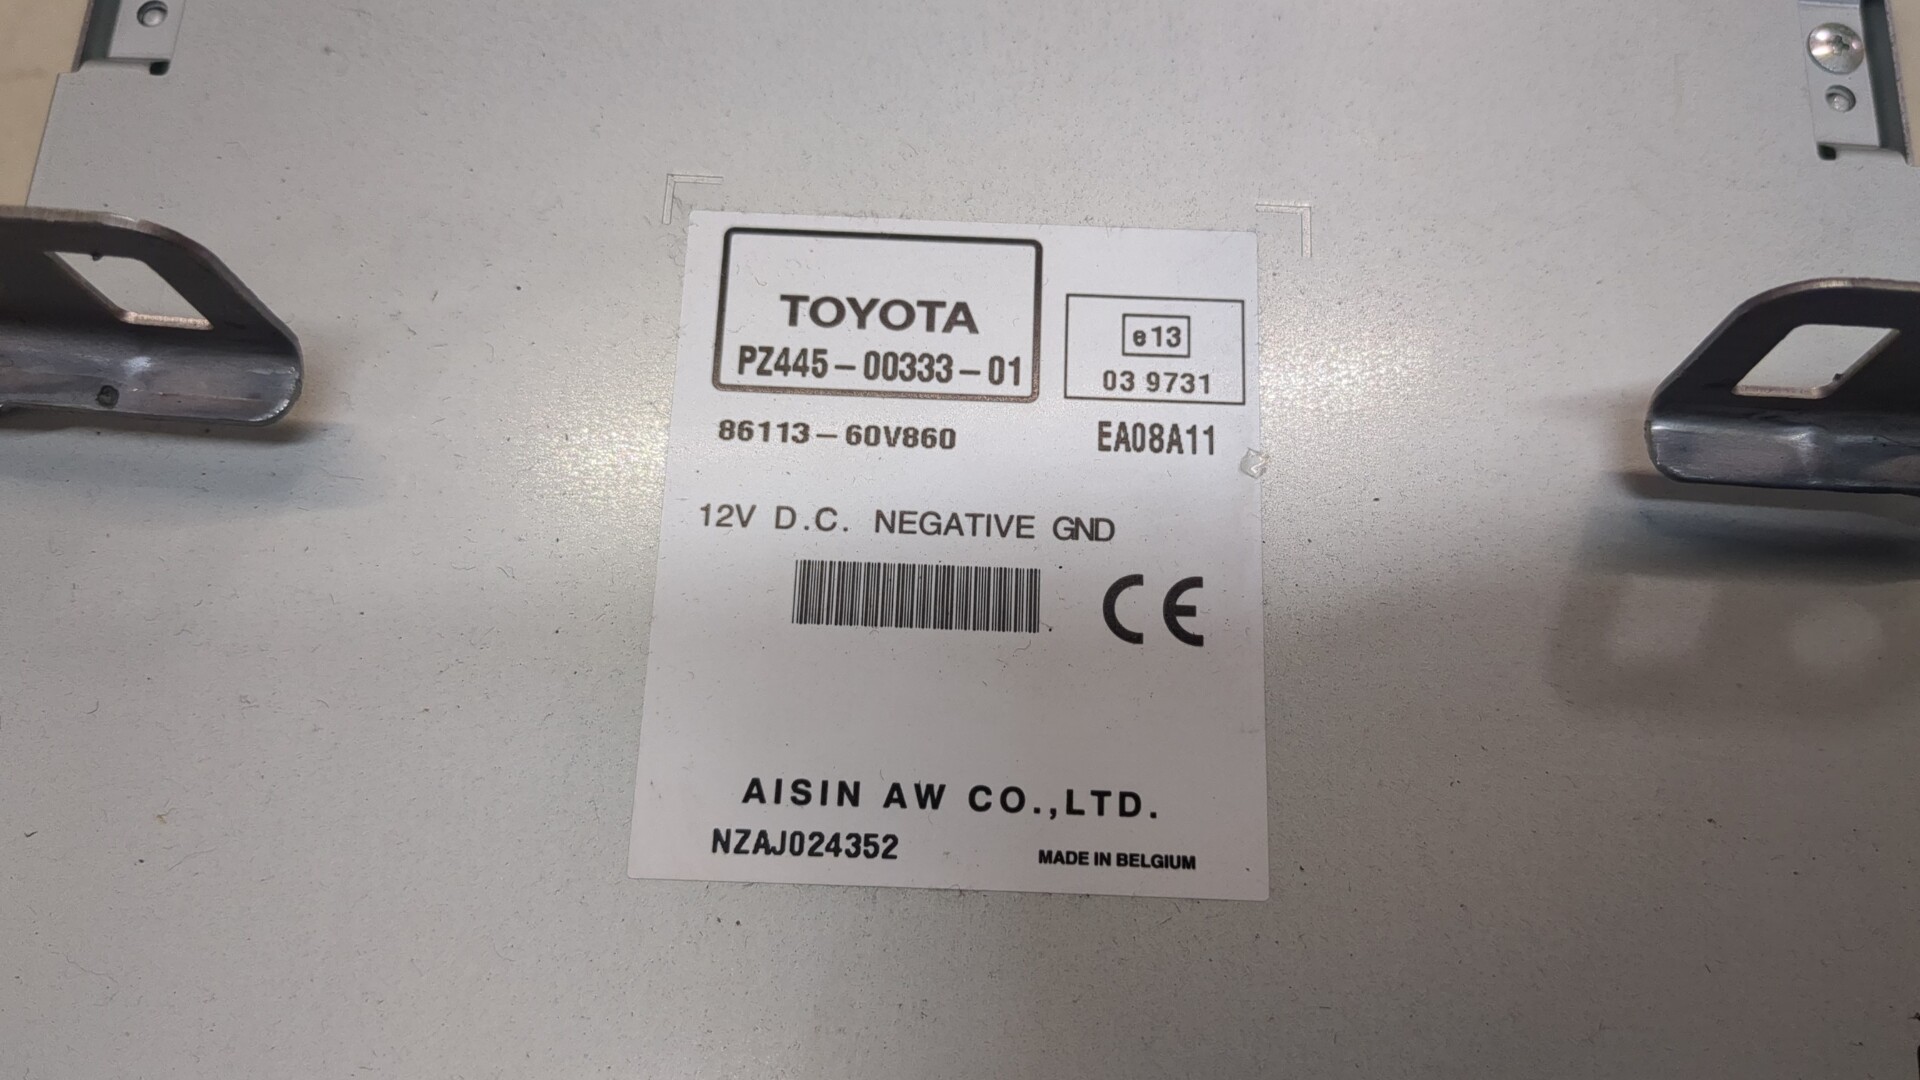 TOYOTA
PZ445-00333-01
e13
03 9731
86113-60V860
EA08A11
12V D.C. NEGATIVE GND
CE
AISIN AW CO.,LTD.
NZAJ024352
MADE IN BELGIUM